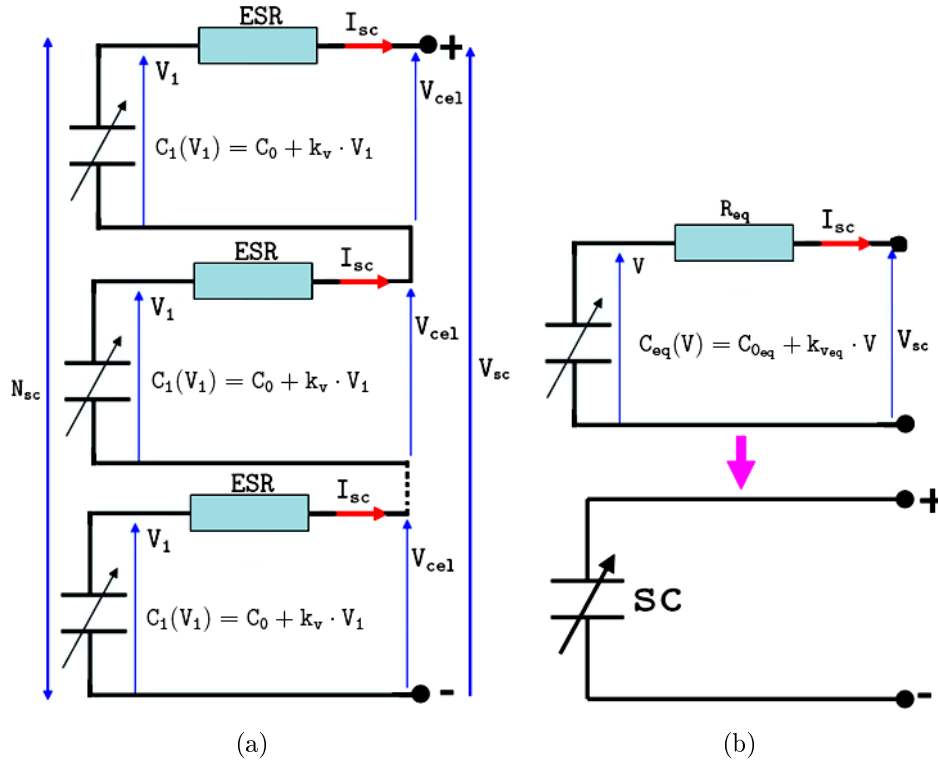 ESR
I_sc
+
V_1
V_cel
C_1(V_1) = C_0 + k_v · V_1
ESR
I_sc
V_1
V_cel
C_1(V_1) = C_0 + k_v · V_1
N_sc
V_sc
ESR
I_sc
V_1
V_cel
C_1(V_1) = C_0 + k_v · V_1
-
(a)
R_eq
I_sc
V
C_eq(V) = C_0eq + k_veq · V
V_sc
+
SC
-
(b)